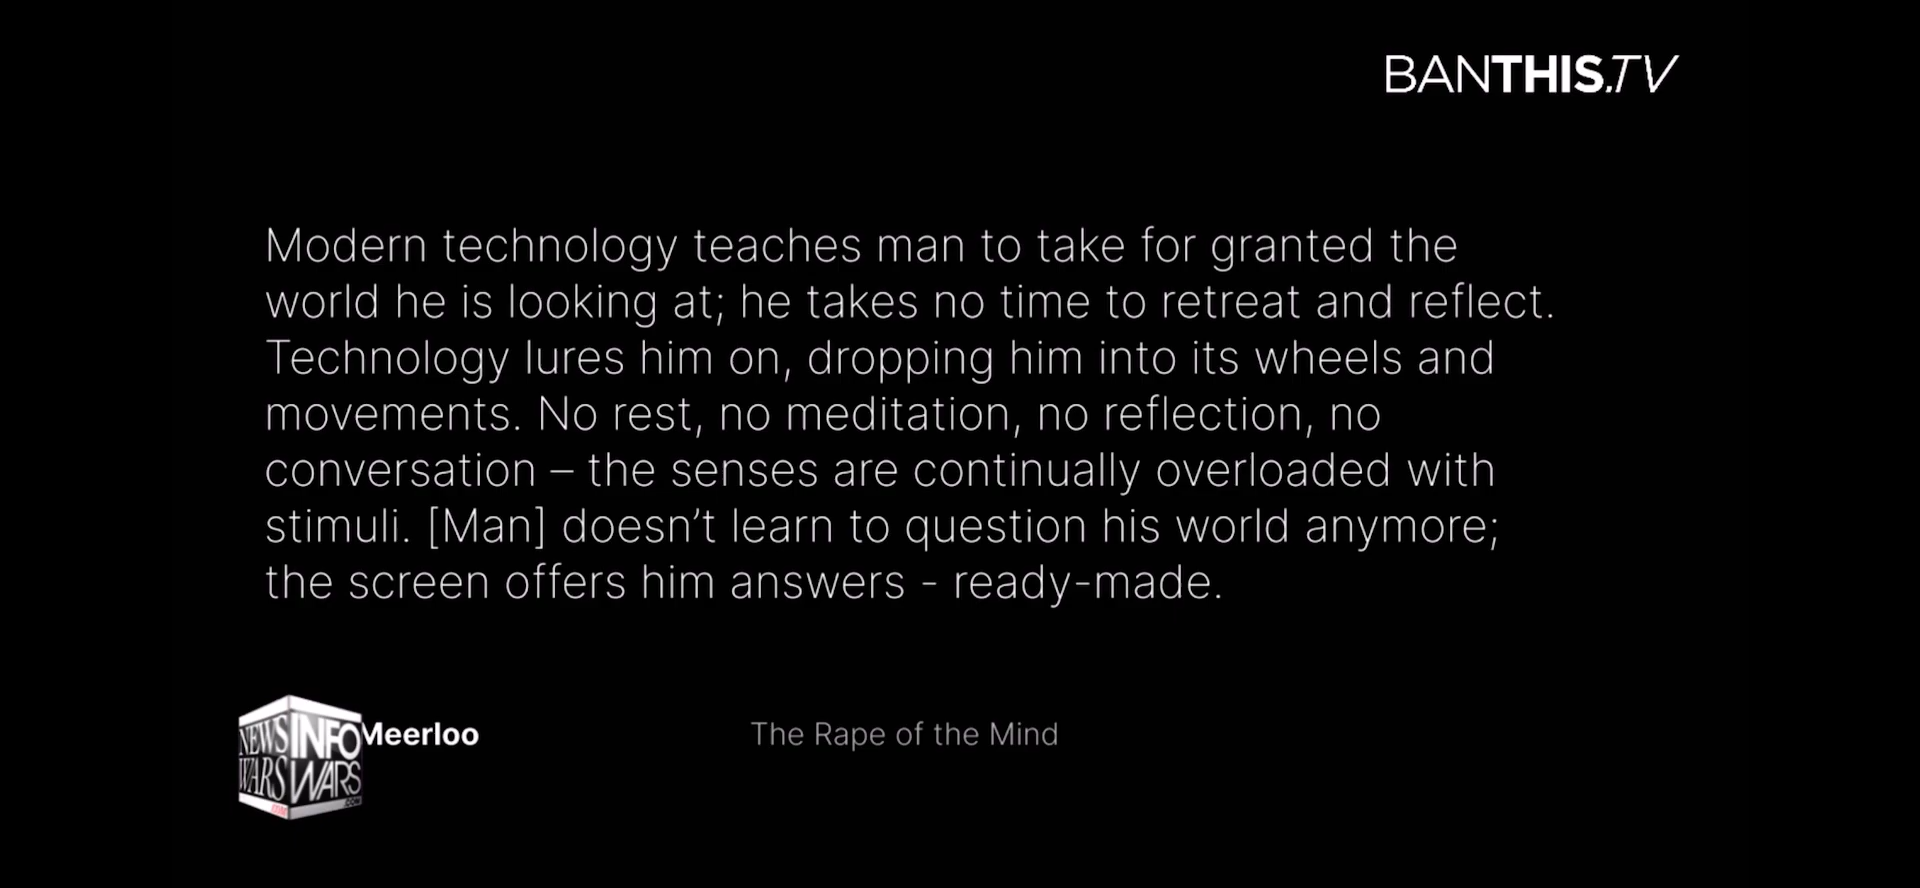 BANTHIS.TV
Modern technology teaches man to take for granted the
world he is looking at; he takes no time to retreat and reflect.
Technology lures him on, dropping him into its wheels and
movements. No rest, no meditation, no reflection, no
conversation – the senses are continually overloaded with
stimuli. [Man] doesn’t learn to question his world anymore;
the screen offers him answers - ready-made.
NEWS WARS
INFO WARS
.COM
Meerloo
The Rape of the Mind